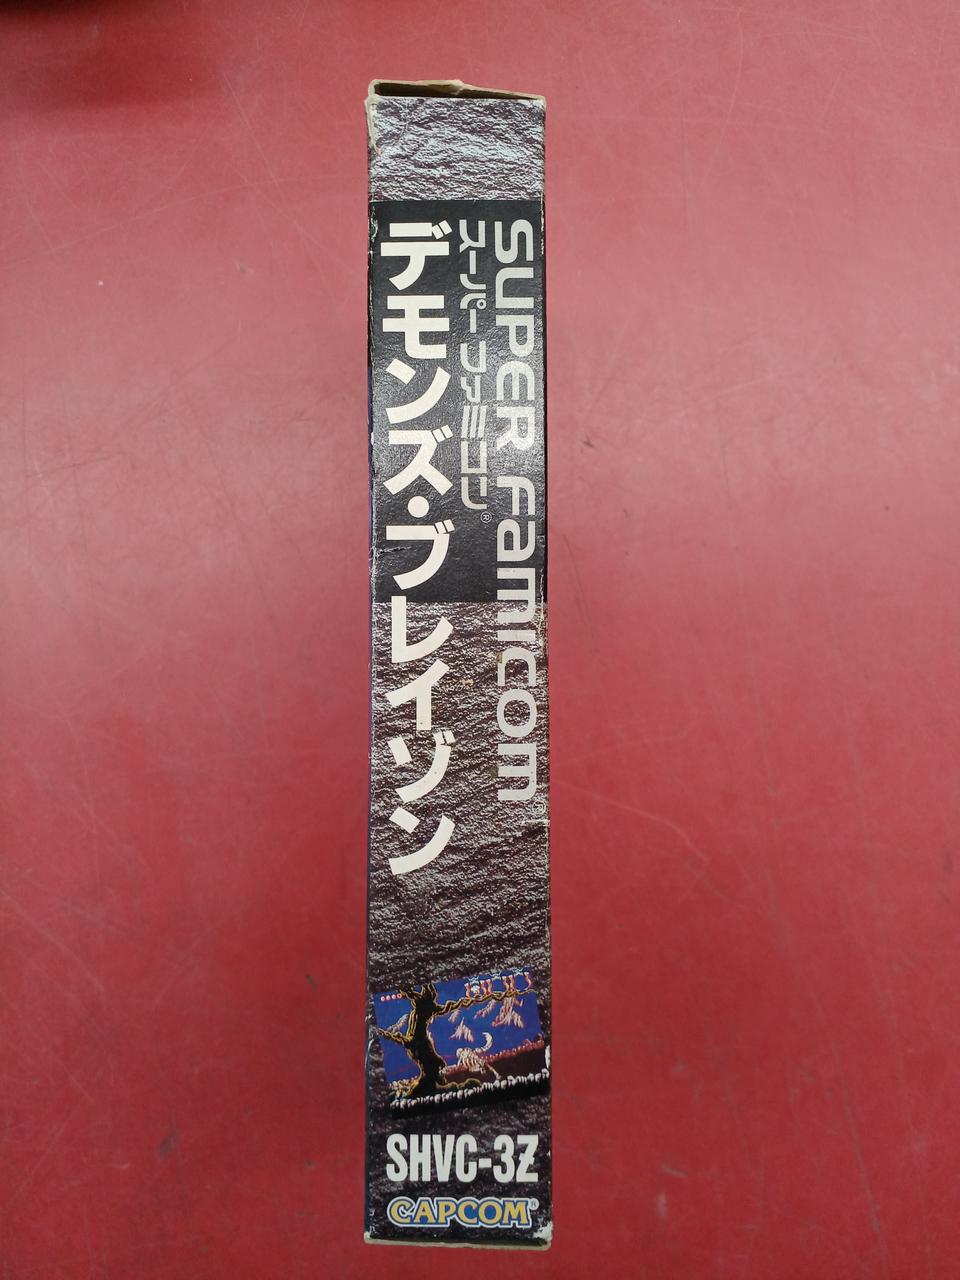 SUPER Famicom®
スーパーファミコン®
デモンズ・ブレイゾン
SHVC-3Z
CAPCOM®